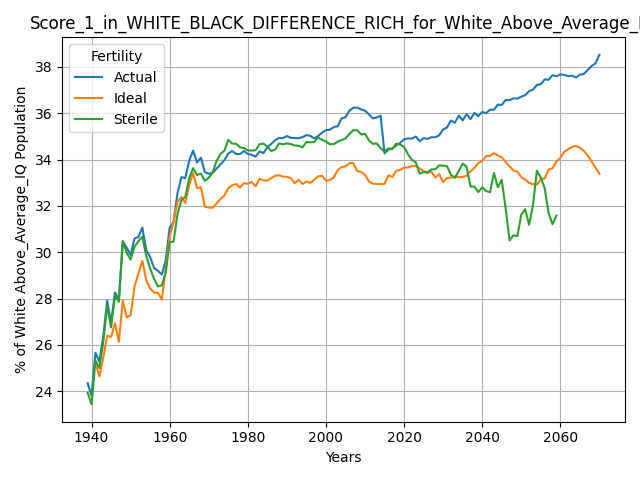 Score_1_in_WHITE_BLACK_DIFFERENCE_RICH_for_White_Above_Average_
% of White Above_Average_IQ Population
Fertility
Actual
Ideal
Sterile
38
36
34
32
30
28
26
24
1940
1960
1980
2000
2020
2040
2060
Years